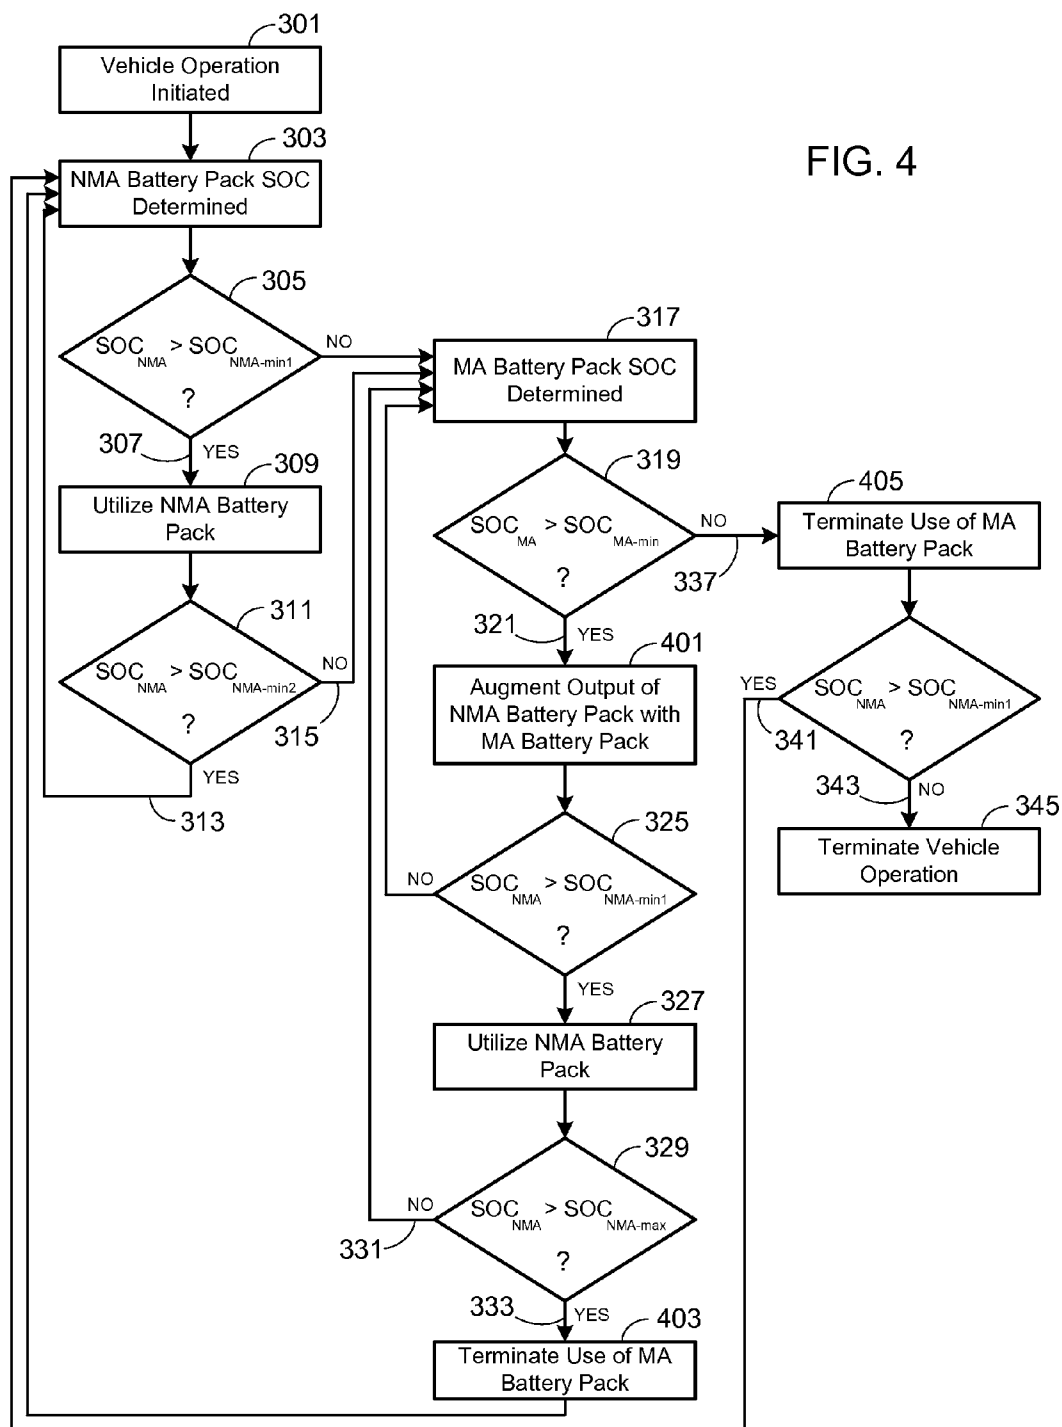 301
Vehicle Operation
Initiated
303
NMA Battery Pack SOC
Determined
FIG. 4
305
SOC NMA > SOC NMA-min1
?
NO
307
YES
309
Utilize NMA Battery
Pack
311
SOC NMA > SOC NMA-min2
?
NO
315
YES
313
317
MA Battery Pack SOC
Determined
319
SOC MA > SOC MA-min
?
NO
337
321
YES
401
Augment Output of
NMA Battery Pack with
MA Battery Pack
325
NO
SOC NMA > SOC NMA-min1
?
YES
327
Utilize NMA Battery
Pack
329
NO
331
SOC NMA > SOC NMA-max
?
333
YES
403
Terminate Use of MA
Battery Pack
405
Terminate Use of MA
Battery Pack
YES
341
SOC NMA > SOC NMA-min1
?
343
NO
345
Terminate Vehicle
Operation